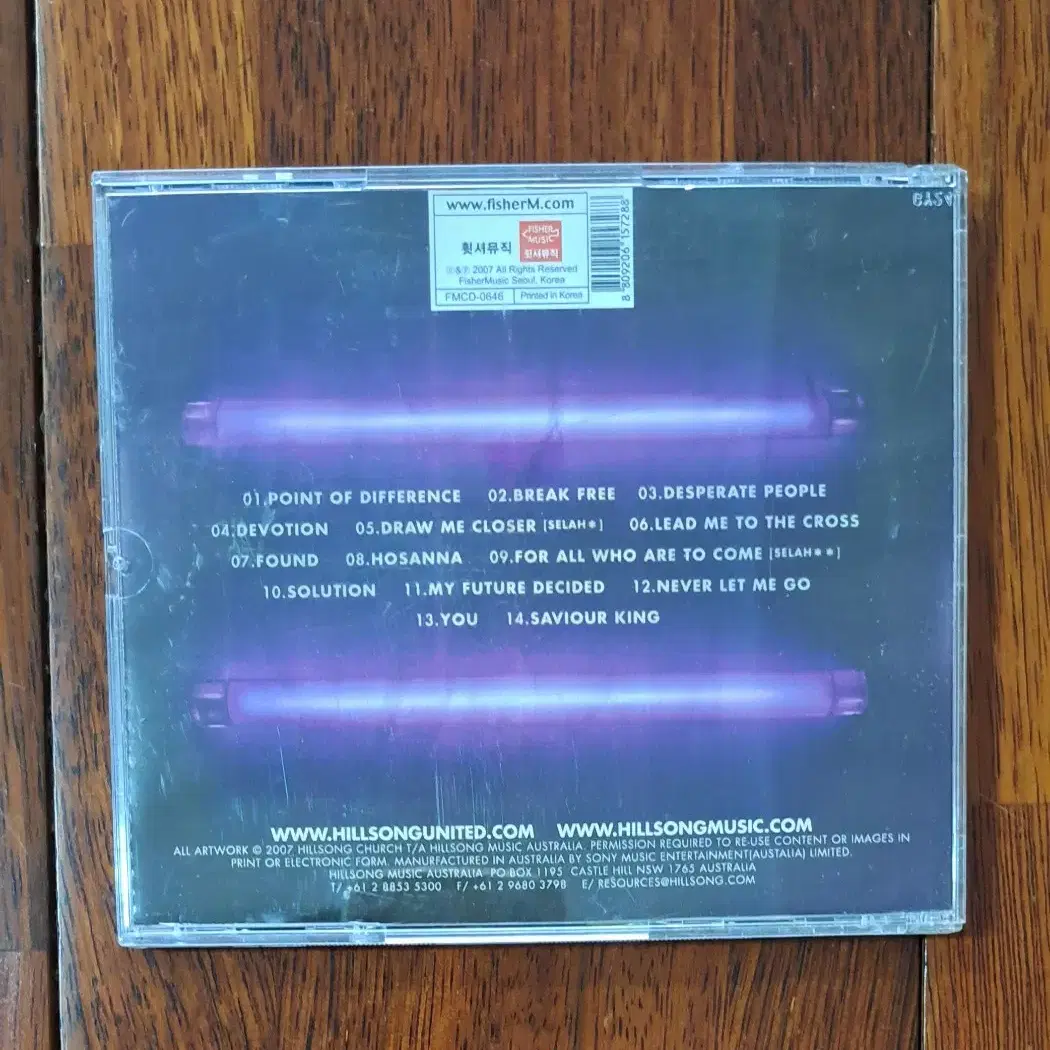 www.fisherM.com
휫셔뮤직
FISHER
MUSIC
휫셔뮤직
ⓒ&ⓟ 2007 All Rights Reserved
FisherMusic Seoul, Korea
FMCD-0646 Printed in Korea
8 809206 157288
01.POINT OF DIFFERENCE 02.BREAK FREE 03.DESPERATE PEOPLE
04.DEVOTION 05.DRAW ME CLOSER [SELAH*] 06.LEAD ME TO THE CROSS
07.FOUND 08.HOSANNA 09.FOR ALL WHO ARE TO COME [SELAH**]
10.SOLUTION 11.MY FUTURE DECIDED 12.NEVER LET ME GO
13.YOU 14.SAVIOUR KING
WWW.HILLSONGUNITED.COM WWW.HILLSONGMUSIC.COM
ALL ARTWORK © 2007 HILLSONG CHURCH T/A HILLSONG MUSIC AUSTRALIA. PERMISSION REQUIRED TO RE-USE CONTENT OR IMAGES IN
PRINT OR ELECTRONIC FORM. MANURFACTURED IN AUSTRALIA BY SONY MUSIC ENTERTAINMENT(AUSTALIA) LIMITED.
HILLSONG MUSIC AUSTRALIA PO BOX 1195 CASTLE HILL NSW 1765 AUSTRALIA
T/ +61 2 8853 5300 F/ +61 2 9680 3798 E/ RESOURCES@HILLSONG.COM